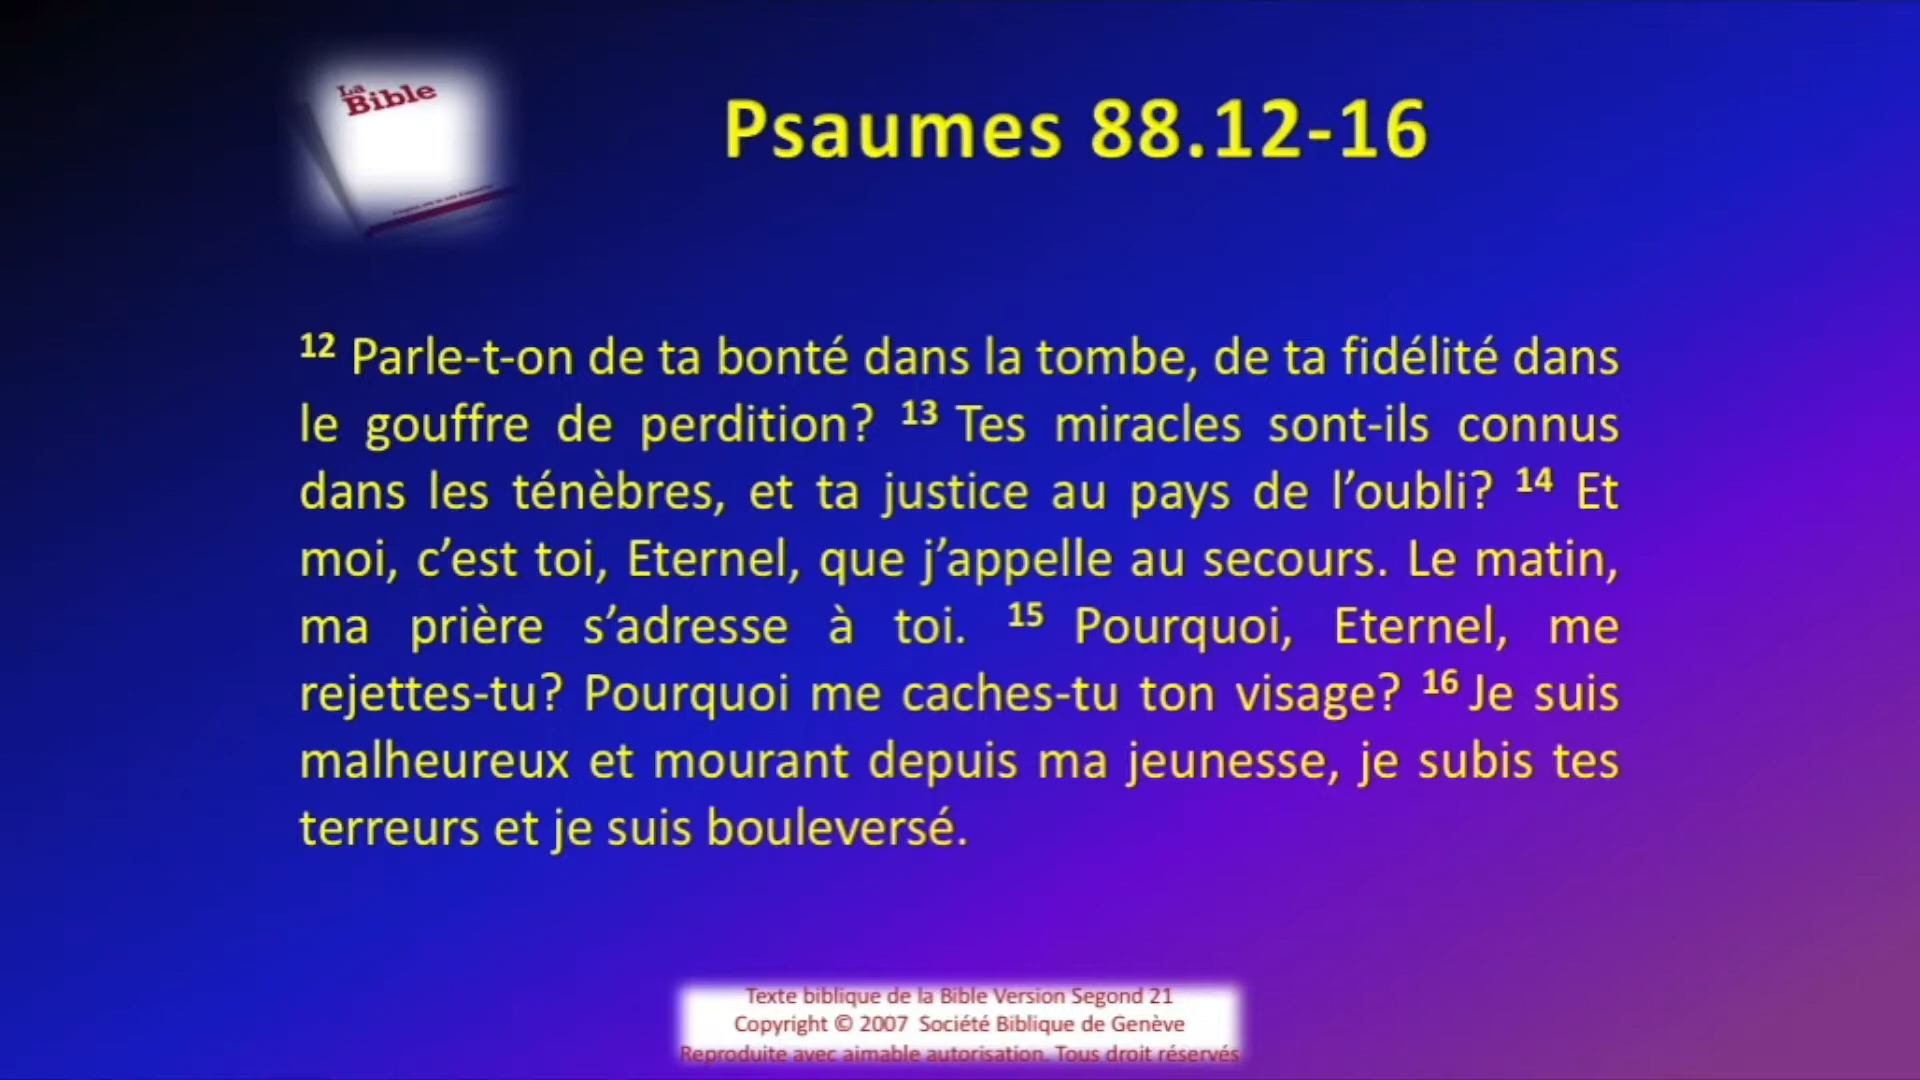 La
Bible
Psaumes 88.12-16
12 Parle-t-on de ta bonté dans la tombe, de ta fidélité dans
le gouffre de perdition? 13 Tes miracles sont-ils connus
dans les ténèbres, et ta justice au pays de l’oubli? 14 Et
moi, c’est toi, Eternel, que j’appelle au secours. Le matin,
ma prière s’adresse à toi. 15 Pourquoi, Eternel, me
rejettes-tu? Pourquoi me caches-tu ton visage? 16 Je suis
malheureux et mourant depuis ma jeunesse, je subis tes
terreurs et je suis bouleversé.
Texte biblique de la Bible Version Segond 21
Copyright © 2007 Société Biblique de Genève
Reproduite avec aimable autorisation. Tous droit réservés